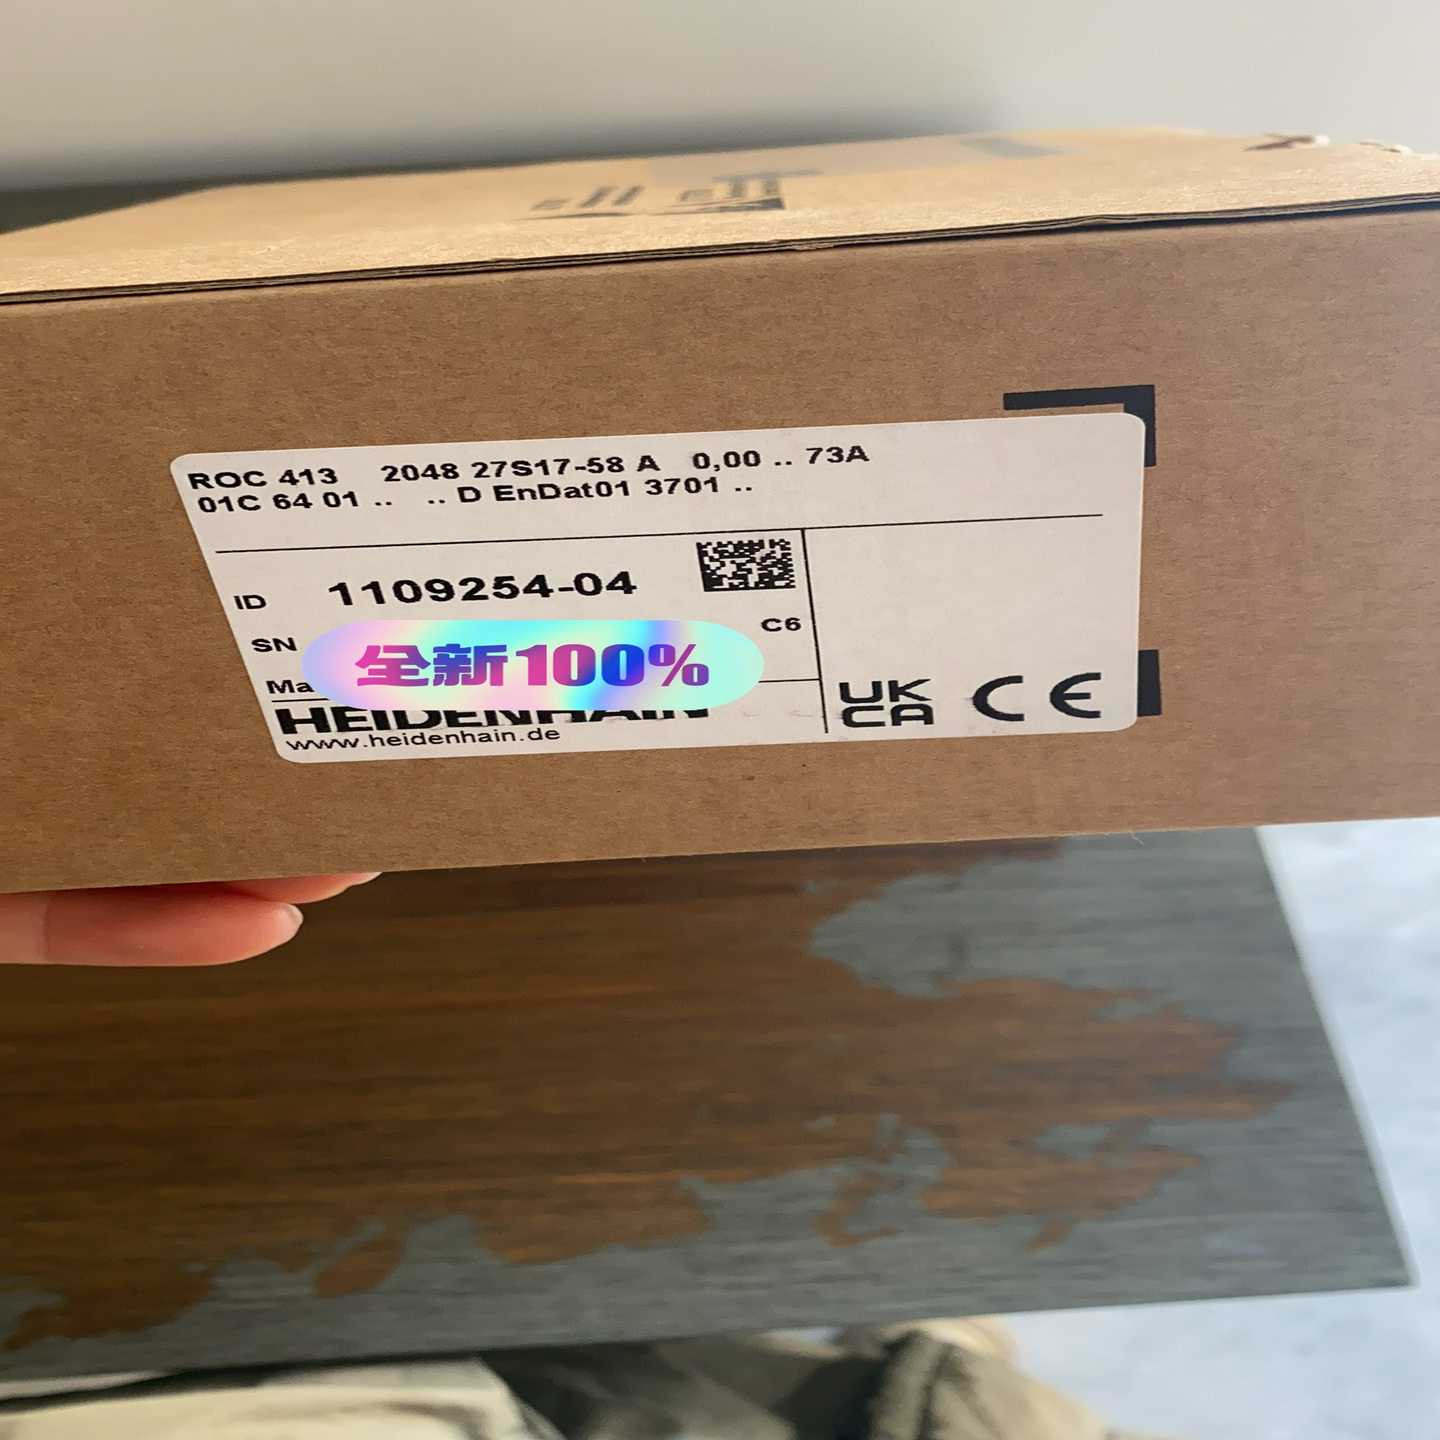 ROC 413 2048 27S17-58 A 0,00 .. 73A
01C 64 01 .. .. D EnDat01 3701 ..
ID 1109254-04
SN C6
全新100%
Ma
HEIDENHAIN
www.heidenhain.de
UK
CA CE